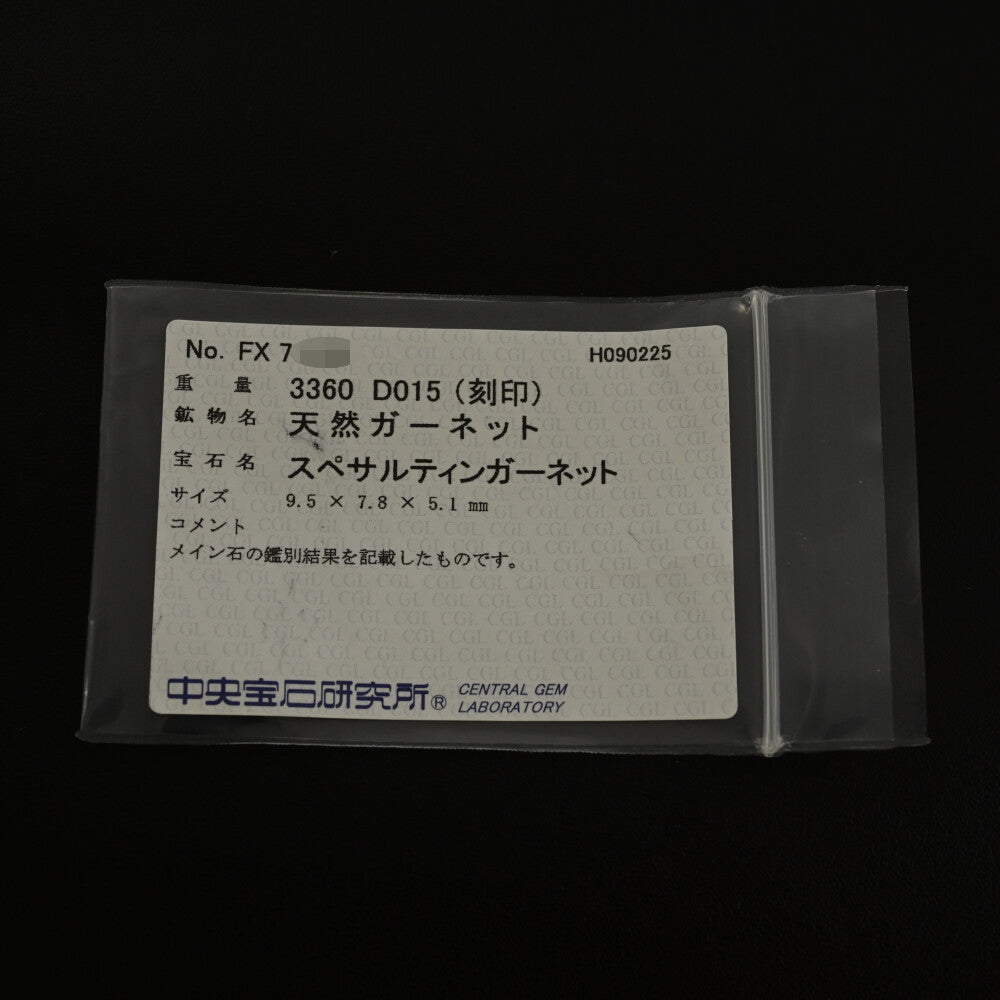 No. FX 7 H090225
重量 3360 D015 (刻印)
鉱物名 天然ガーネット
宝石名 スペサルティンガーネット
サイズ 9.5 × 7.8 × 5.1 mm
コメント
メイン石の鑑別結果を記載したものです。
中央宝石研究所® CENTRAL GEM
LABORATORY